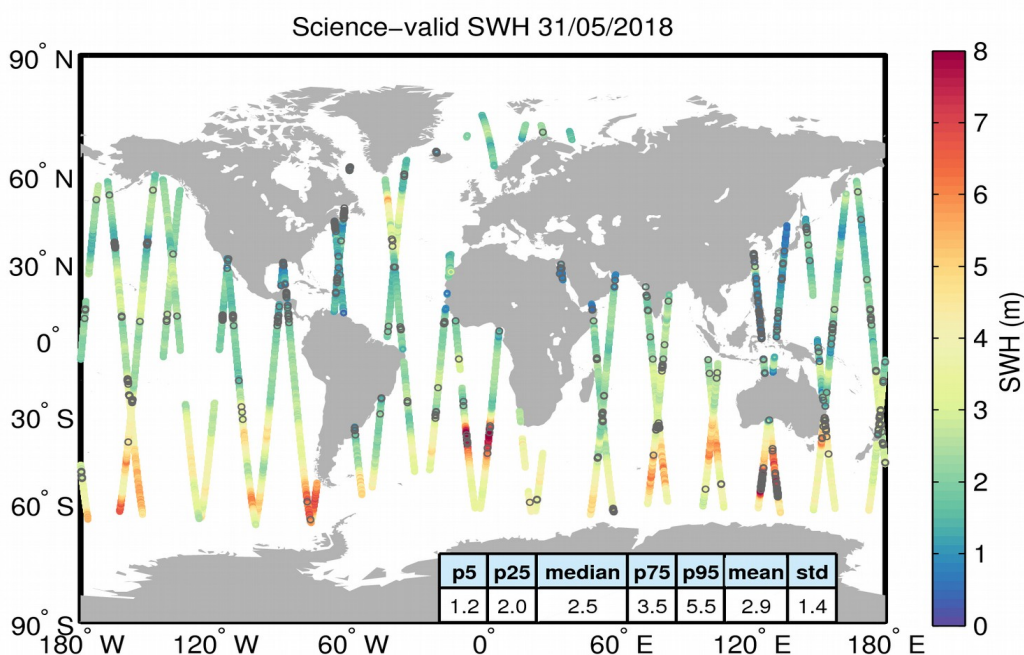 Science−valid SWH 31/05/2018
90° N
60° N
30° N
0°
30° S
60° S
90° S
180° W
120° W
60° W
0°
60° E
120° E
180° E
p5 p25 median p75 p95 mean std
1.2 2.0 2.5 3.5 5.5 2.9 1.4
8
7
6
5
4
3
2
1
0
SWH (m)